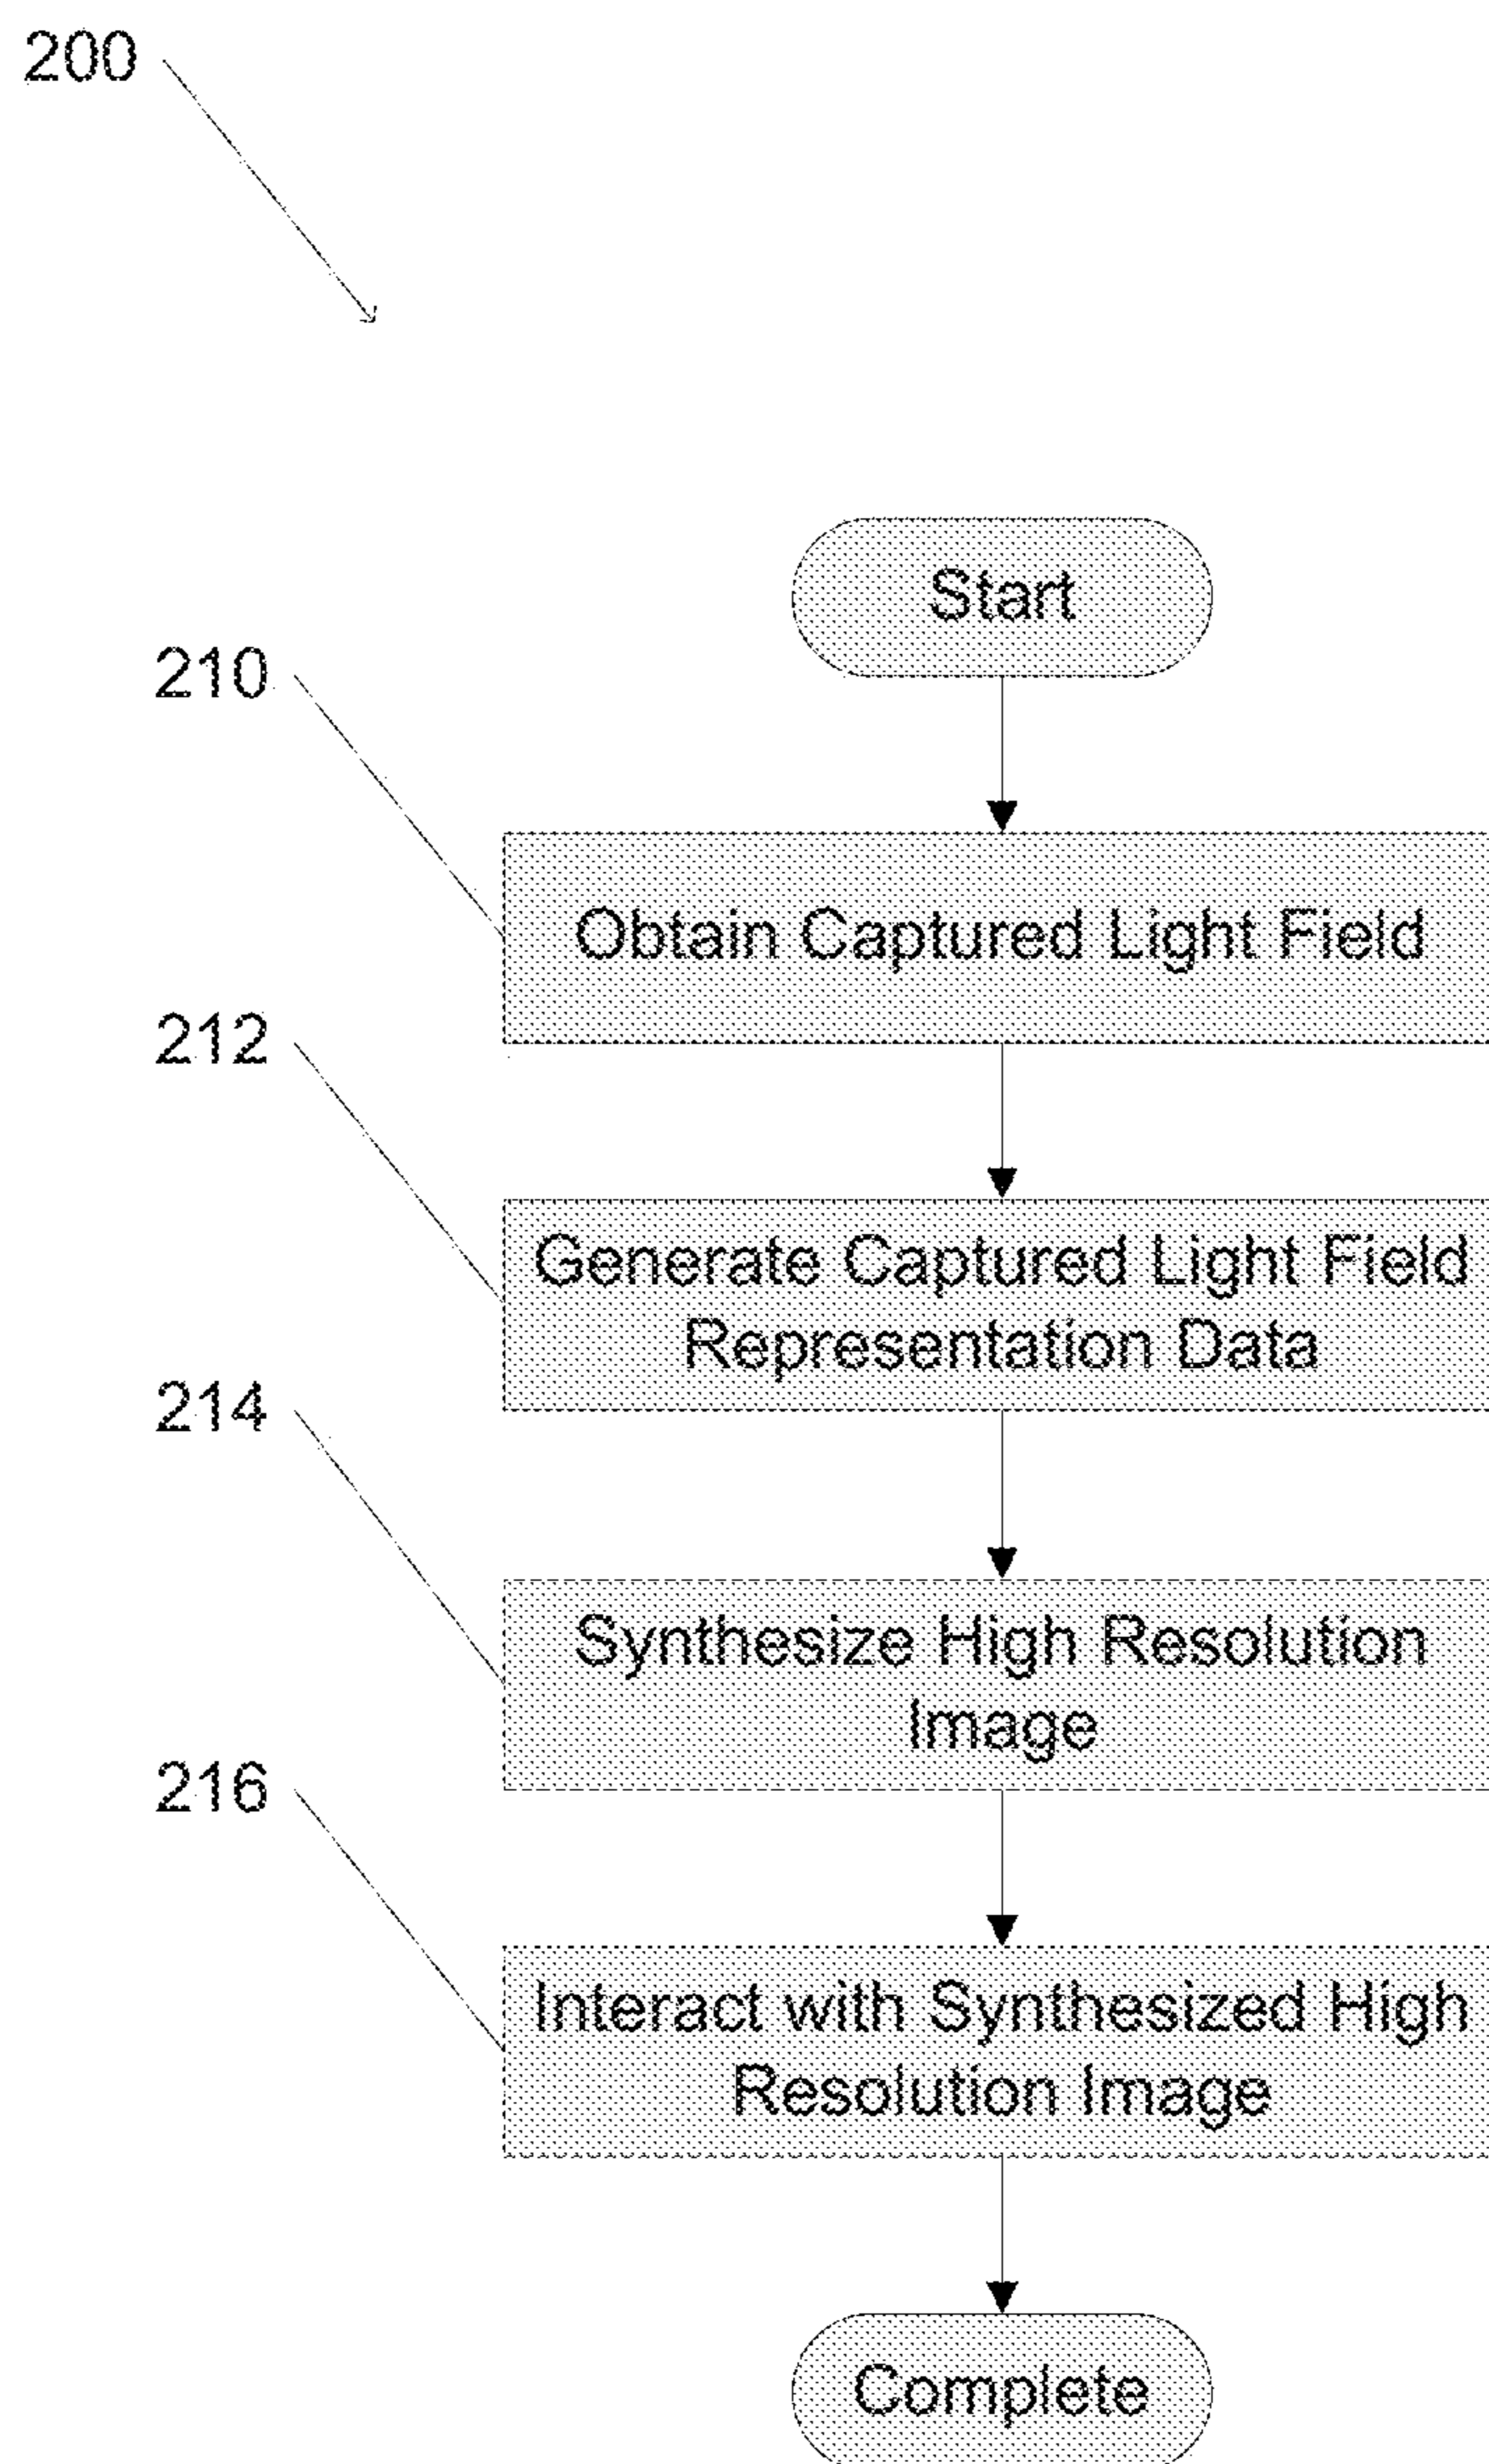 200
Start
210
Obtain Captured Light Field
212
Generate Captured Light Field
Representation Data
214
Synthesize High Resolution
Image
216
Interact with Synthesized High
Resolution Image
Complete